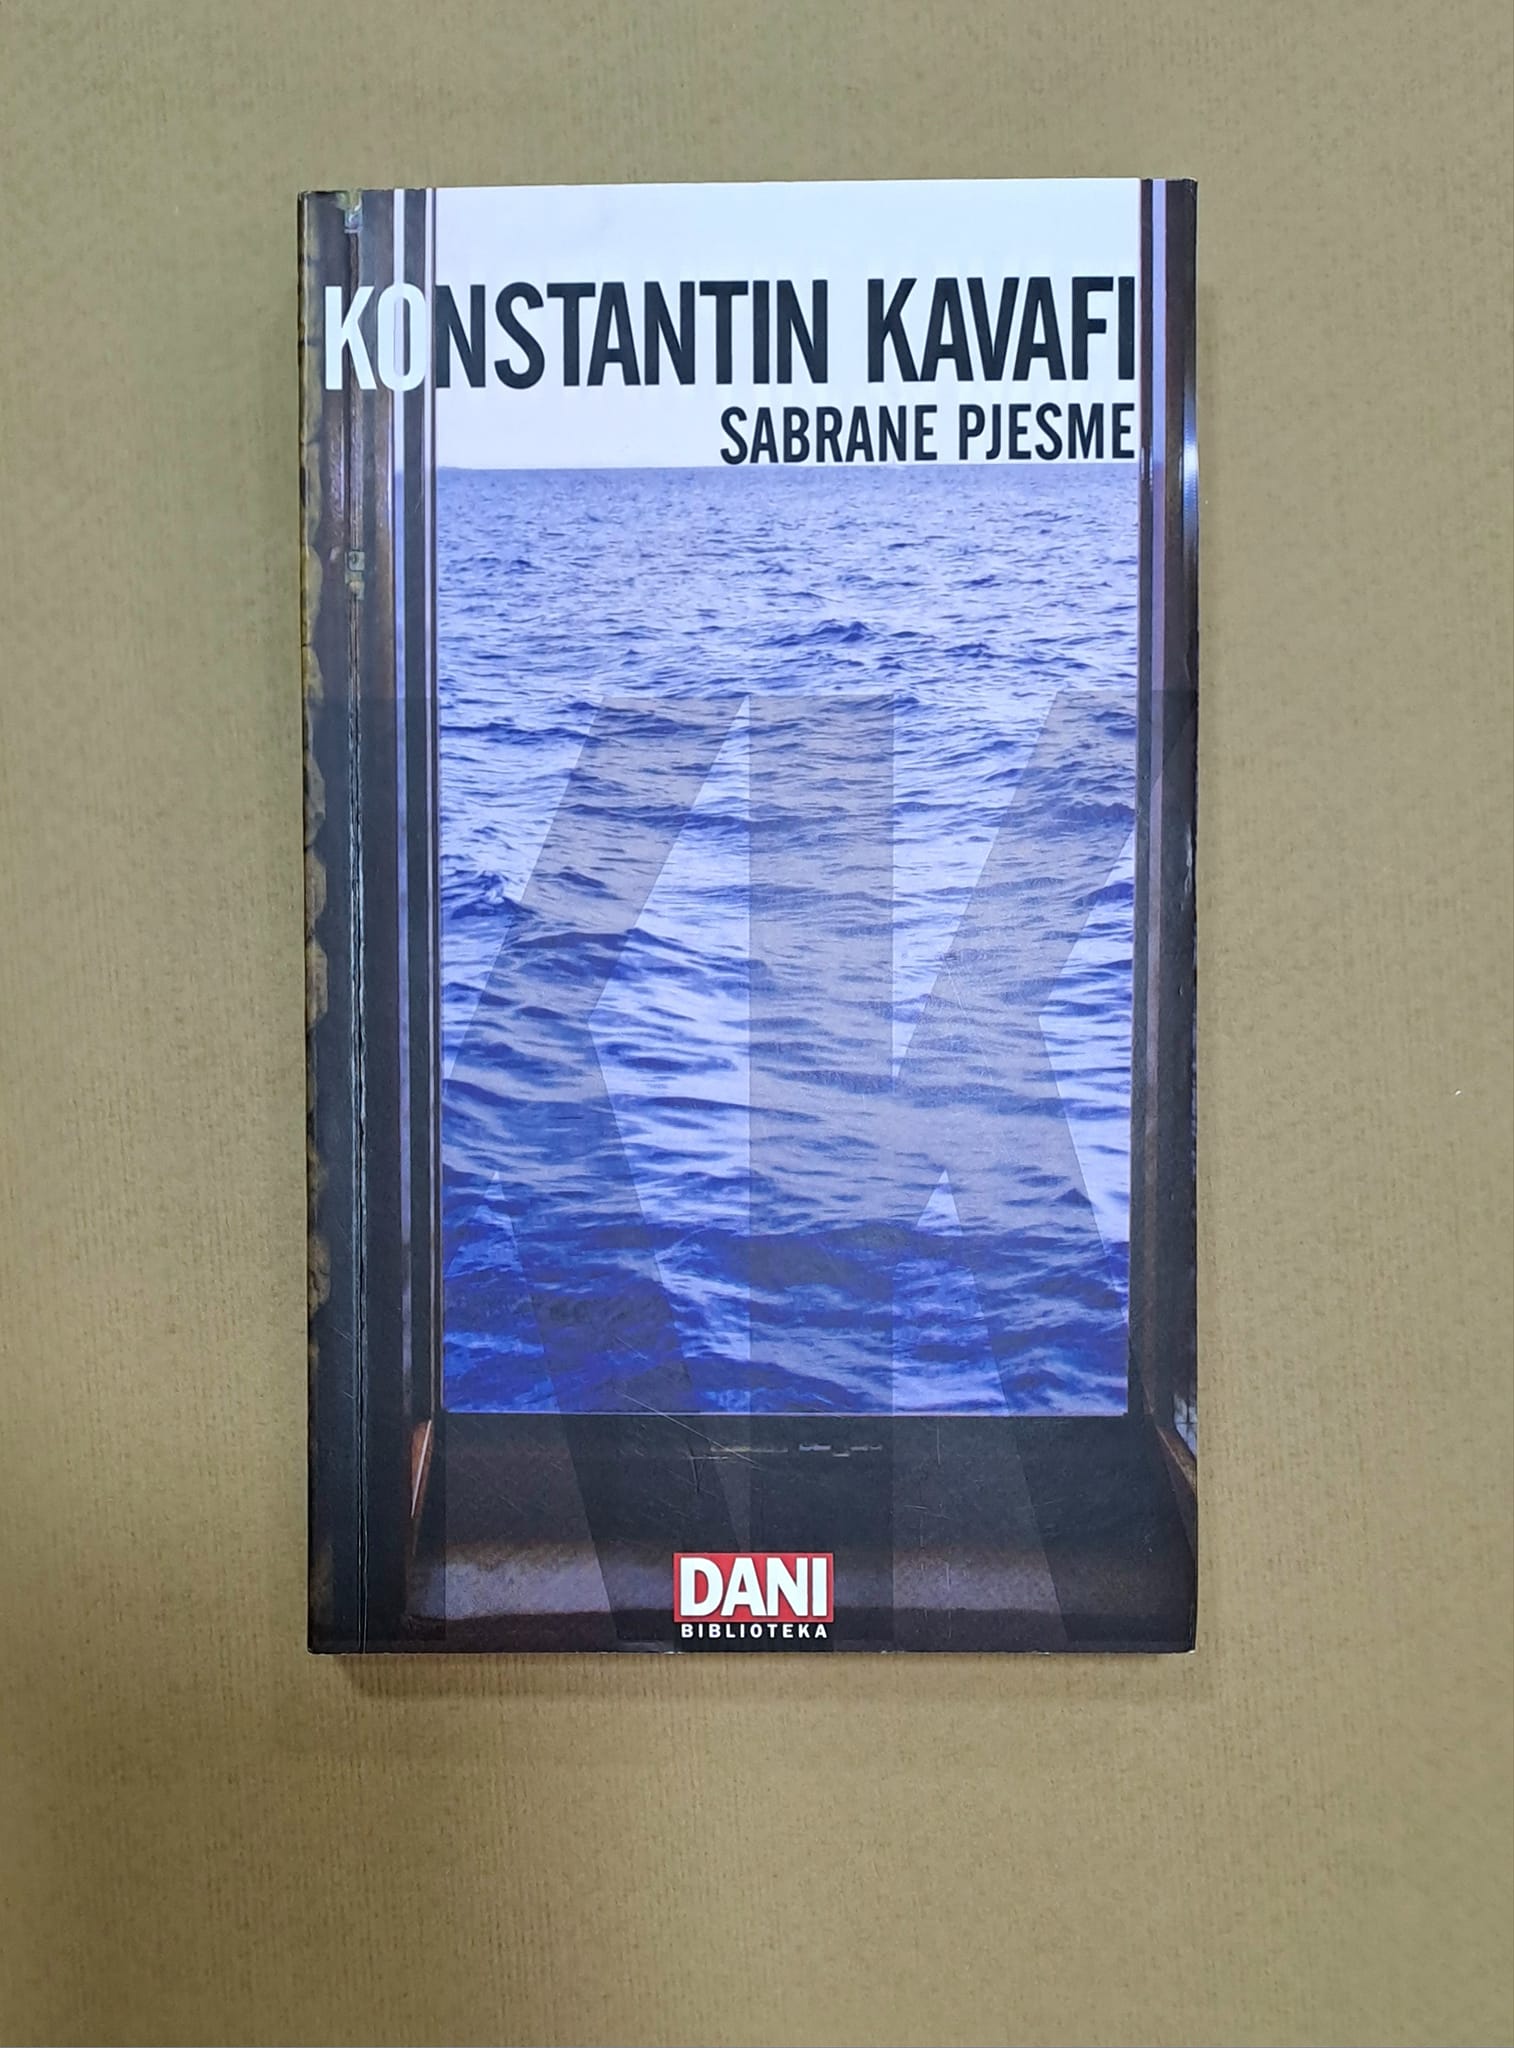 KONSTANTIN KAVAFI
SABRANE PJESME
DANI
BIBLIOTEKA